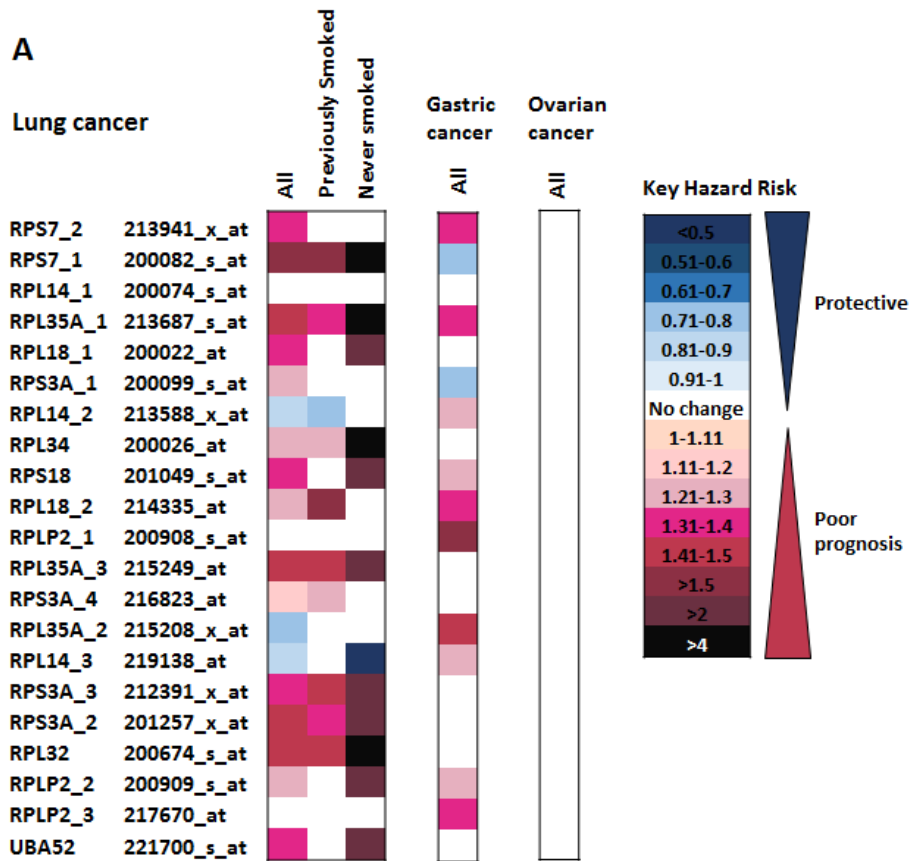 A
Lung cancer
All
Previously Smoked
Never smoked
Gastric
cancer
All
Ovarian
cancer
All
RPS7_2 213941_x_at
RPS7_1 200082_s_at
RPL14_1 200074_s_at
RPL35A_1 213687_s_at
RPL18_1 200022_at
RPS3A_1 200099_s_at
RPL14_2 213588_x_at
RPL34 200026_at
RPS18 201049_s_at
RPL18_2 214335_at
RPLP2_1 200908_s_at
RPL35A_3 215249_at
RPS3A_4 216823_at
RPL35A_2 215208_x_at
RPL14_3 219138_at
RPS3A_3 212391_x_at
RPS3A_2 201257_x_at
RPL32 200674_s_at
RPLP2_2 200909_s_at
RPLP2_3 217670_at
UBA52 221700_s_at
Key Hazard Risk
<0.5
0.51-0.6
0.61-0.7
0.71-0.8
0.81-0.9
0.91-1
No change
1-1.11
1.11-1.2
1.21-1.3
1.31-1.4
1.41-1.5
>1.5
>2
>4
Protective
Poor
prognosis